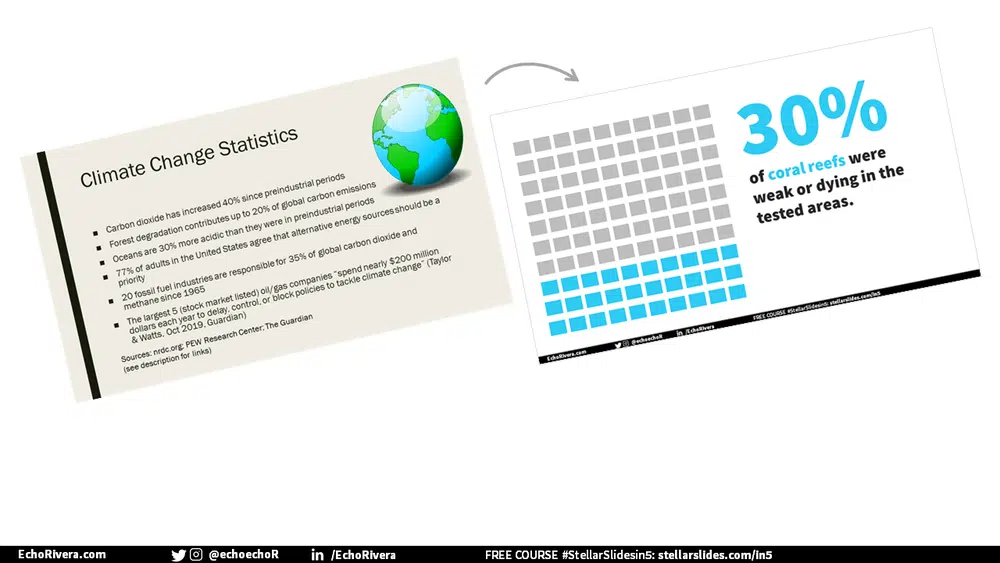 Climate Change Statistics
■ Carbon dioxide has increased 40% since preindustrial periods
■ Forest degradation contributes up to 20% of global carbon emissions
■ Oceans are 30% more acidic than they were in preindustrial periods
■ 77% of adults in the United States agree that alternative energy sources should be a
priority
■ 20 fossil fuel industries are responsible for 35% of global carbon dioxide and
methane since 1965
■ The largest 5 (stock market listed) oil/gas companies "spend nearly $200 million
dollars each year to delay, control, or block policies to tackle climate change" (Taylor
& Watts, Oct 2019, Guardian)
Sources: nrdc.org; PEW Research Center; The Guardian
(see description for links)
30%
of coral reefs were
weak or dying in the
tested areas.
EchoRivera.com @echoechoR /EchoRivera FREE COURSE #StellarSlidesin5: stellarslides.com/in5
EchoRivera.com @echoechoR in /EchoRivera FREE COURSE #StellarSlidesin5: stellarslides.com/in5